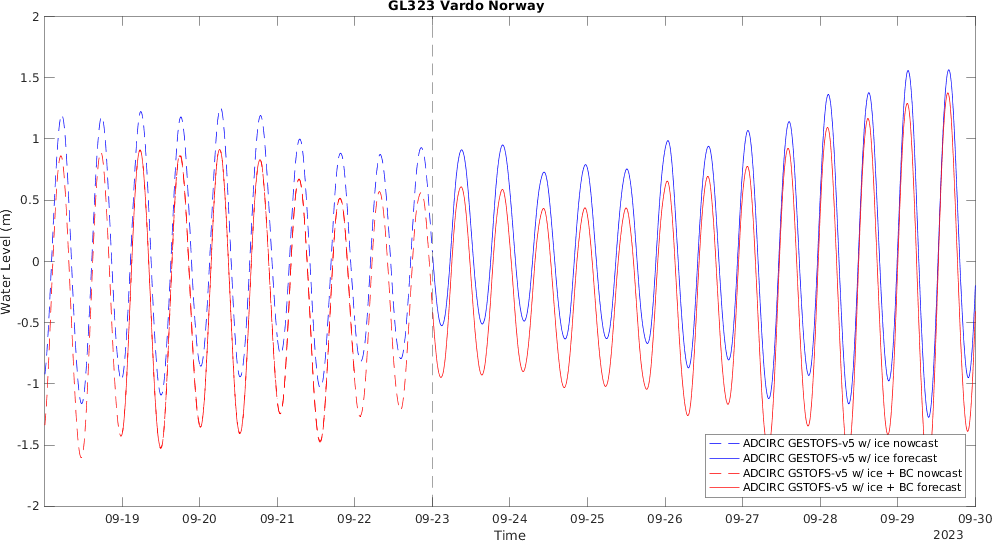 GL323 Vardo Norway
2
1.5
1
0.5
0
-0.5
-1
-1.5
-2
Water Level (m)
ADCIRC GESTOFS-v5 w/ ice nowcast
ADCIRC GESTOFS-v5 w/ ice forecast
ADCIRC GSTOFS-v5 w/ ice + BC nowcast
ADCIRC GSTOFS-v5 w/ ice + BC forecast
09-19 09-20 09-21 09-22 09-23 09-24 09-25 09-26 09-27 09-28 09-29 09-30
Time
2023